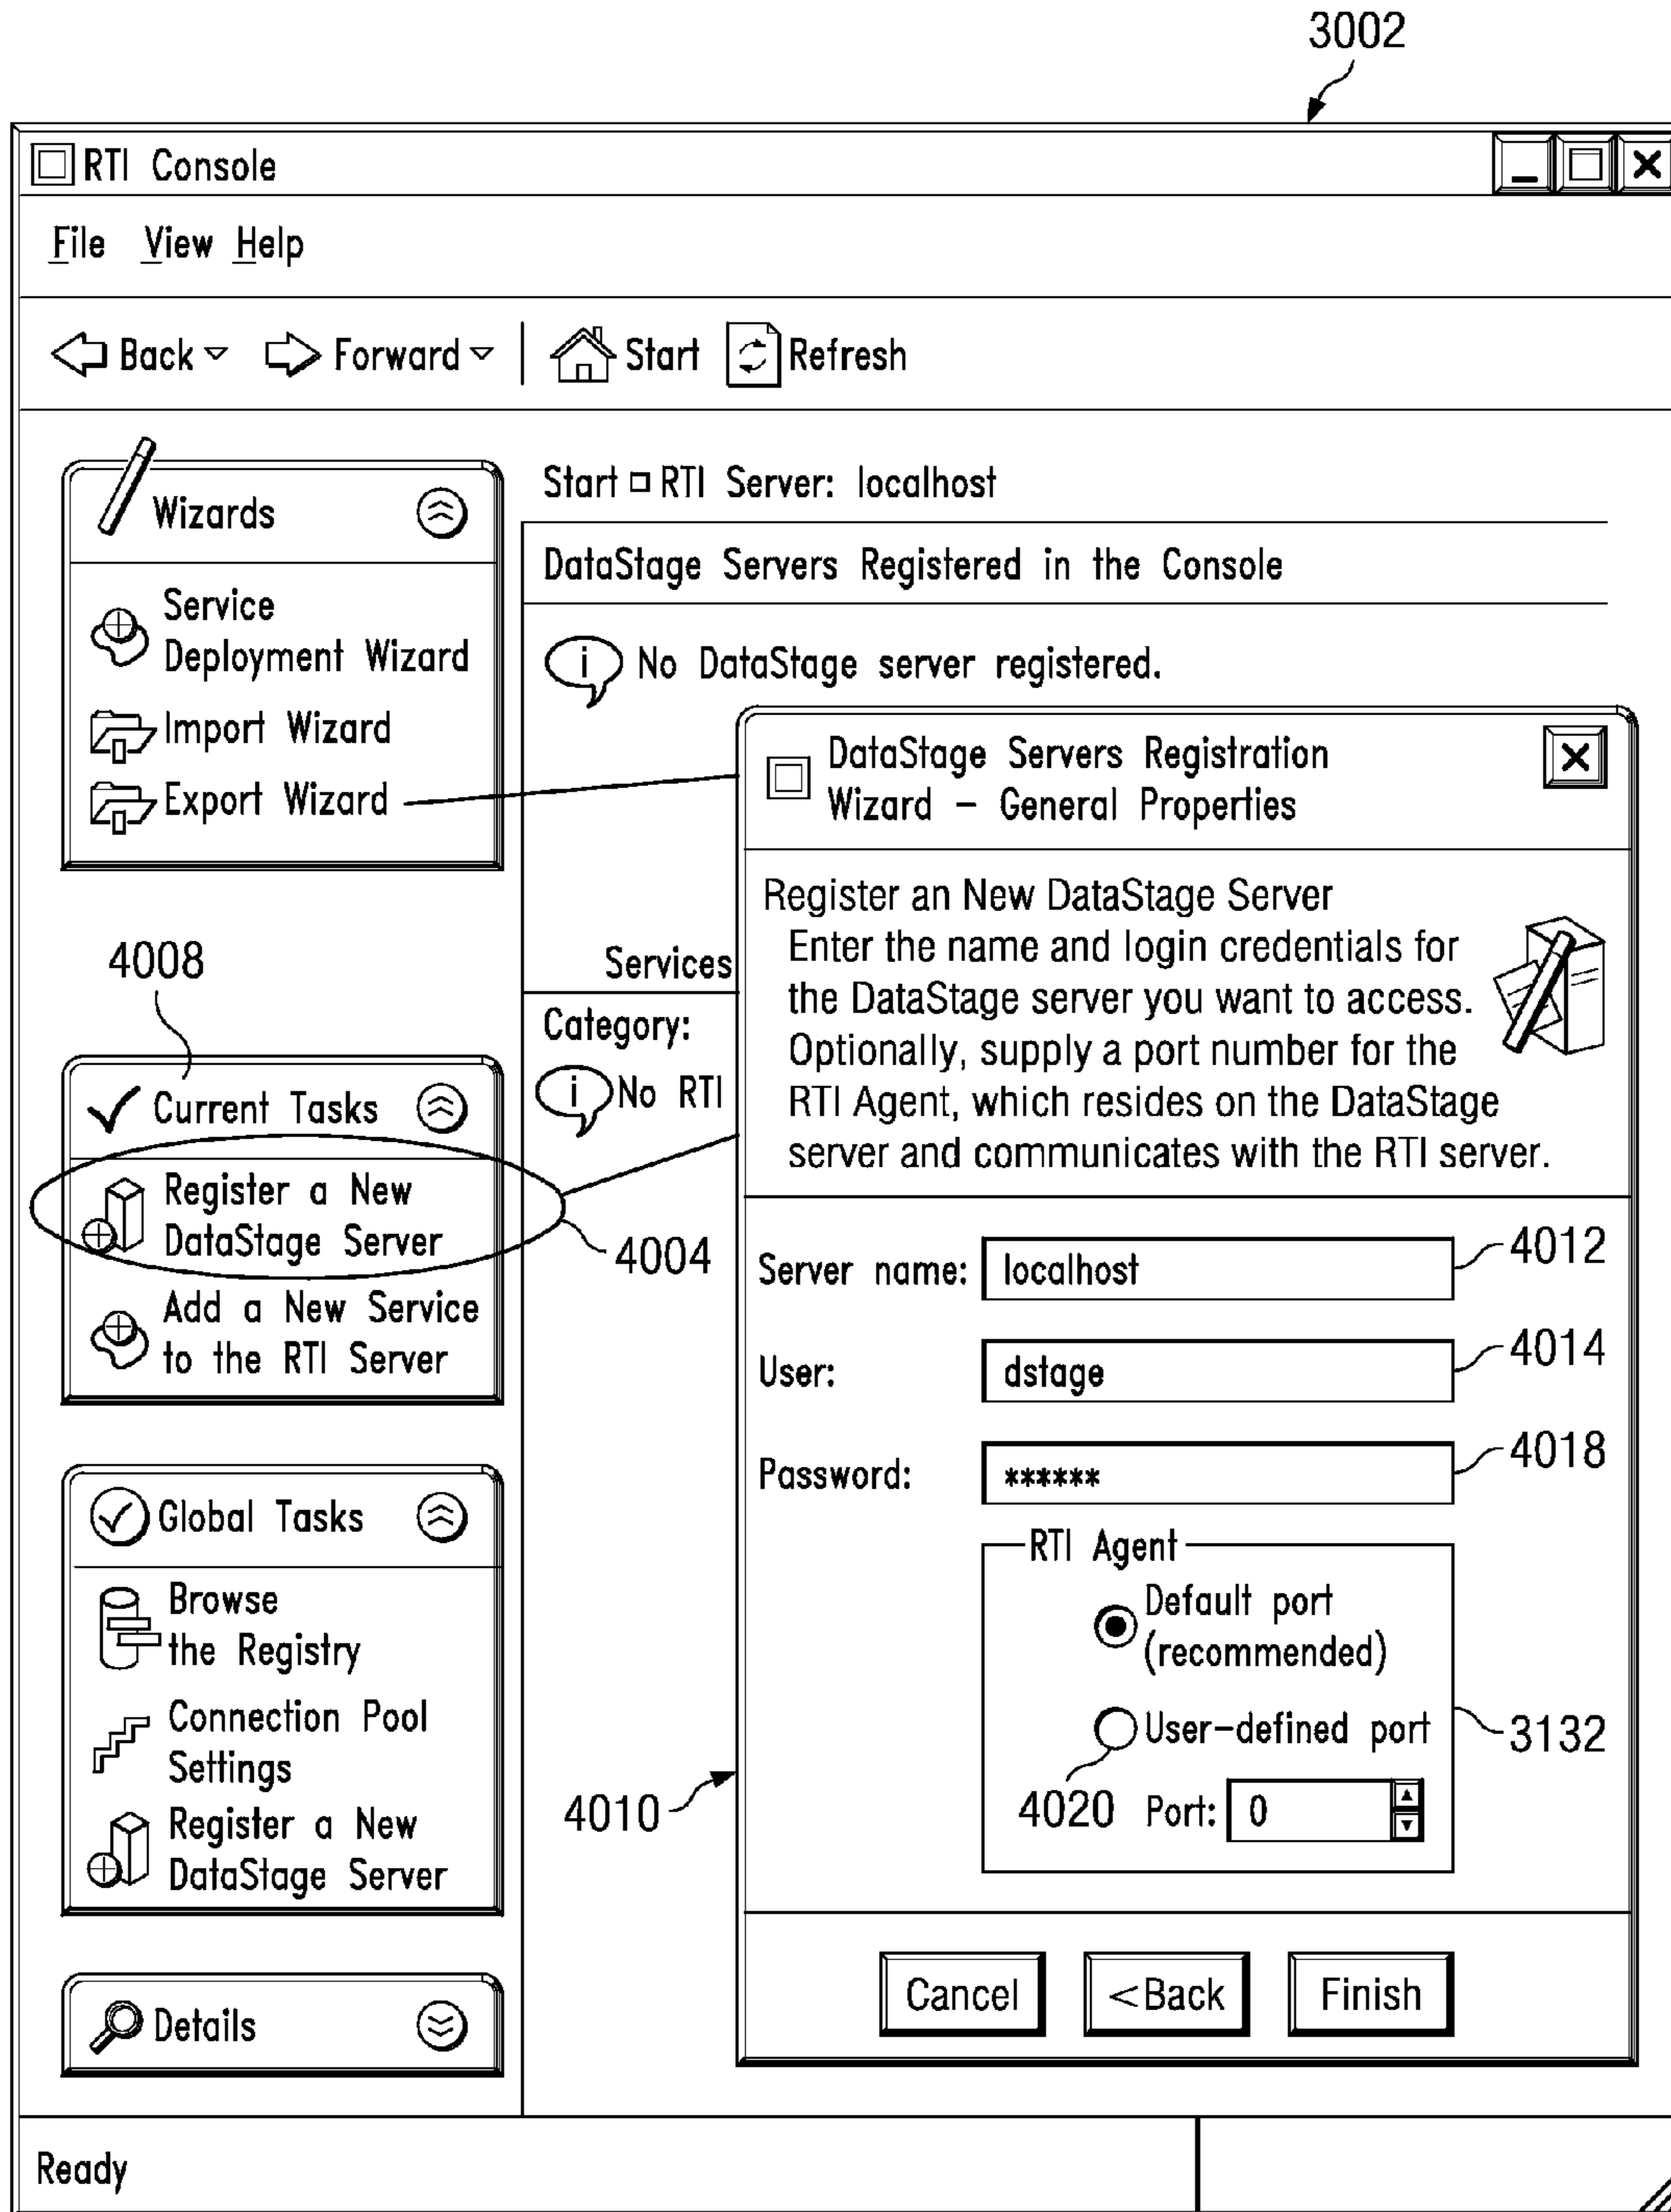 3002
RTI Console
File View Help
Back Forward Start Refresh
Wizards
Service
Deployment Wizard
Import Wizard
Export Wizard
4008
Current Tasks
Register a New
DataStage Server
4004
Add a New Service
to the RTI Server
Global Tasks
Browse
the Registry
Connection Pool
Settings
Register a New
DataStage Server
Details
Start RTI Server: localhost
DataStage Servers Registered in the Console
i No DataStage server registered.
Services
Category:
i No RTI
DataStage Servers Registration
Wizard – General Properties
Register an New DataStage Server
Enter the name and login credentials for
the DataStage server you want to access.
Optionally, supply a port number for the
RTI Agent, which resides on the DataStage
server and communicates with the RTI server.
Server name: localhost 4012
User: dstage 4014
Password: ****** 4018
RTI Agent
Default port
(recommended)
User-defined port 3132
4020 Port: 0
4010
Cancel <Back Finish
Ready